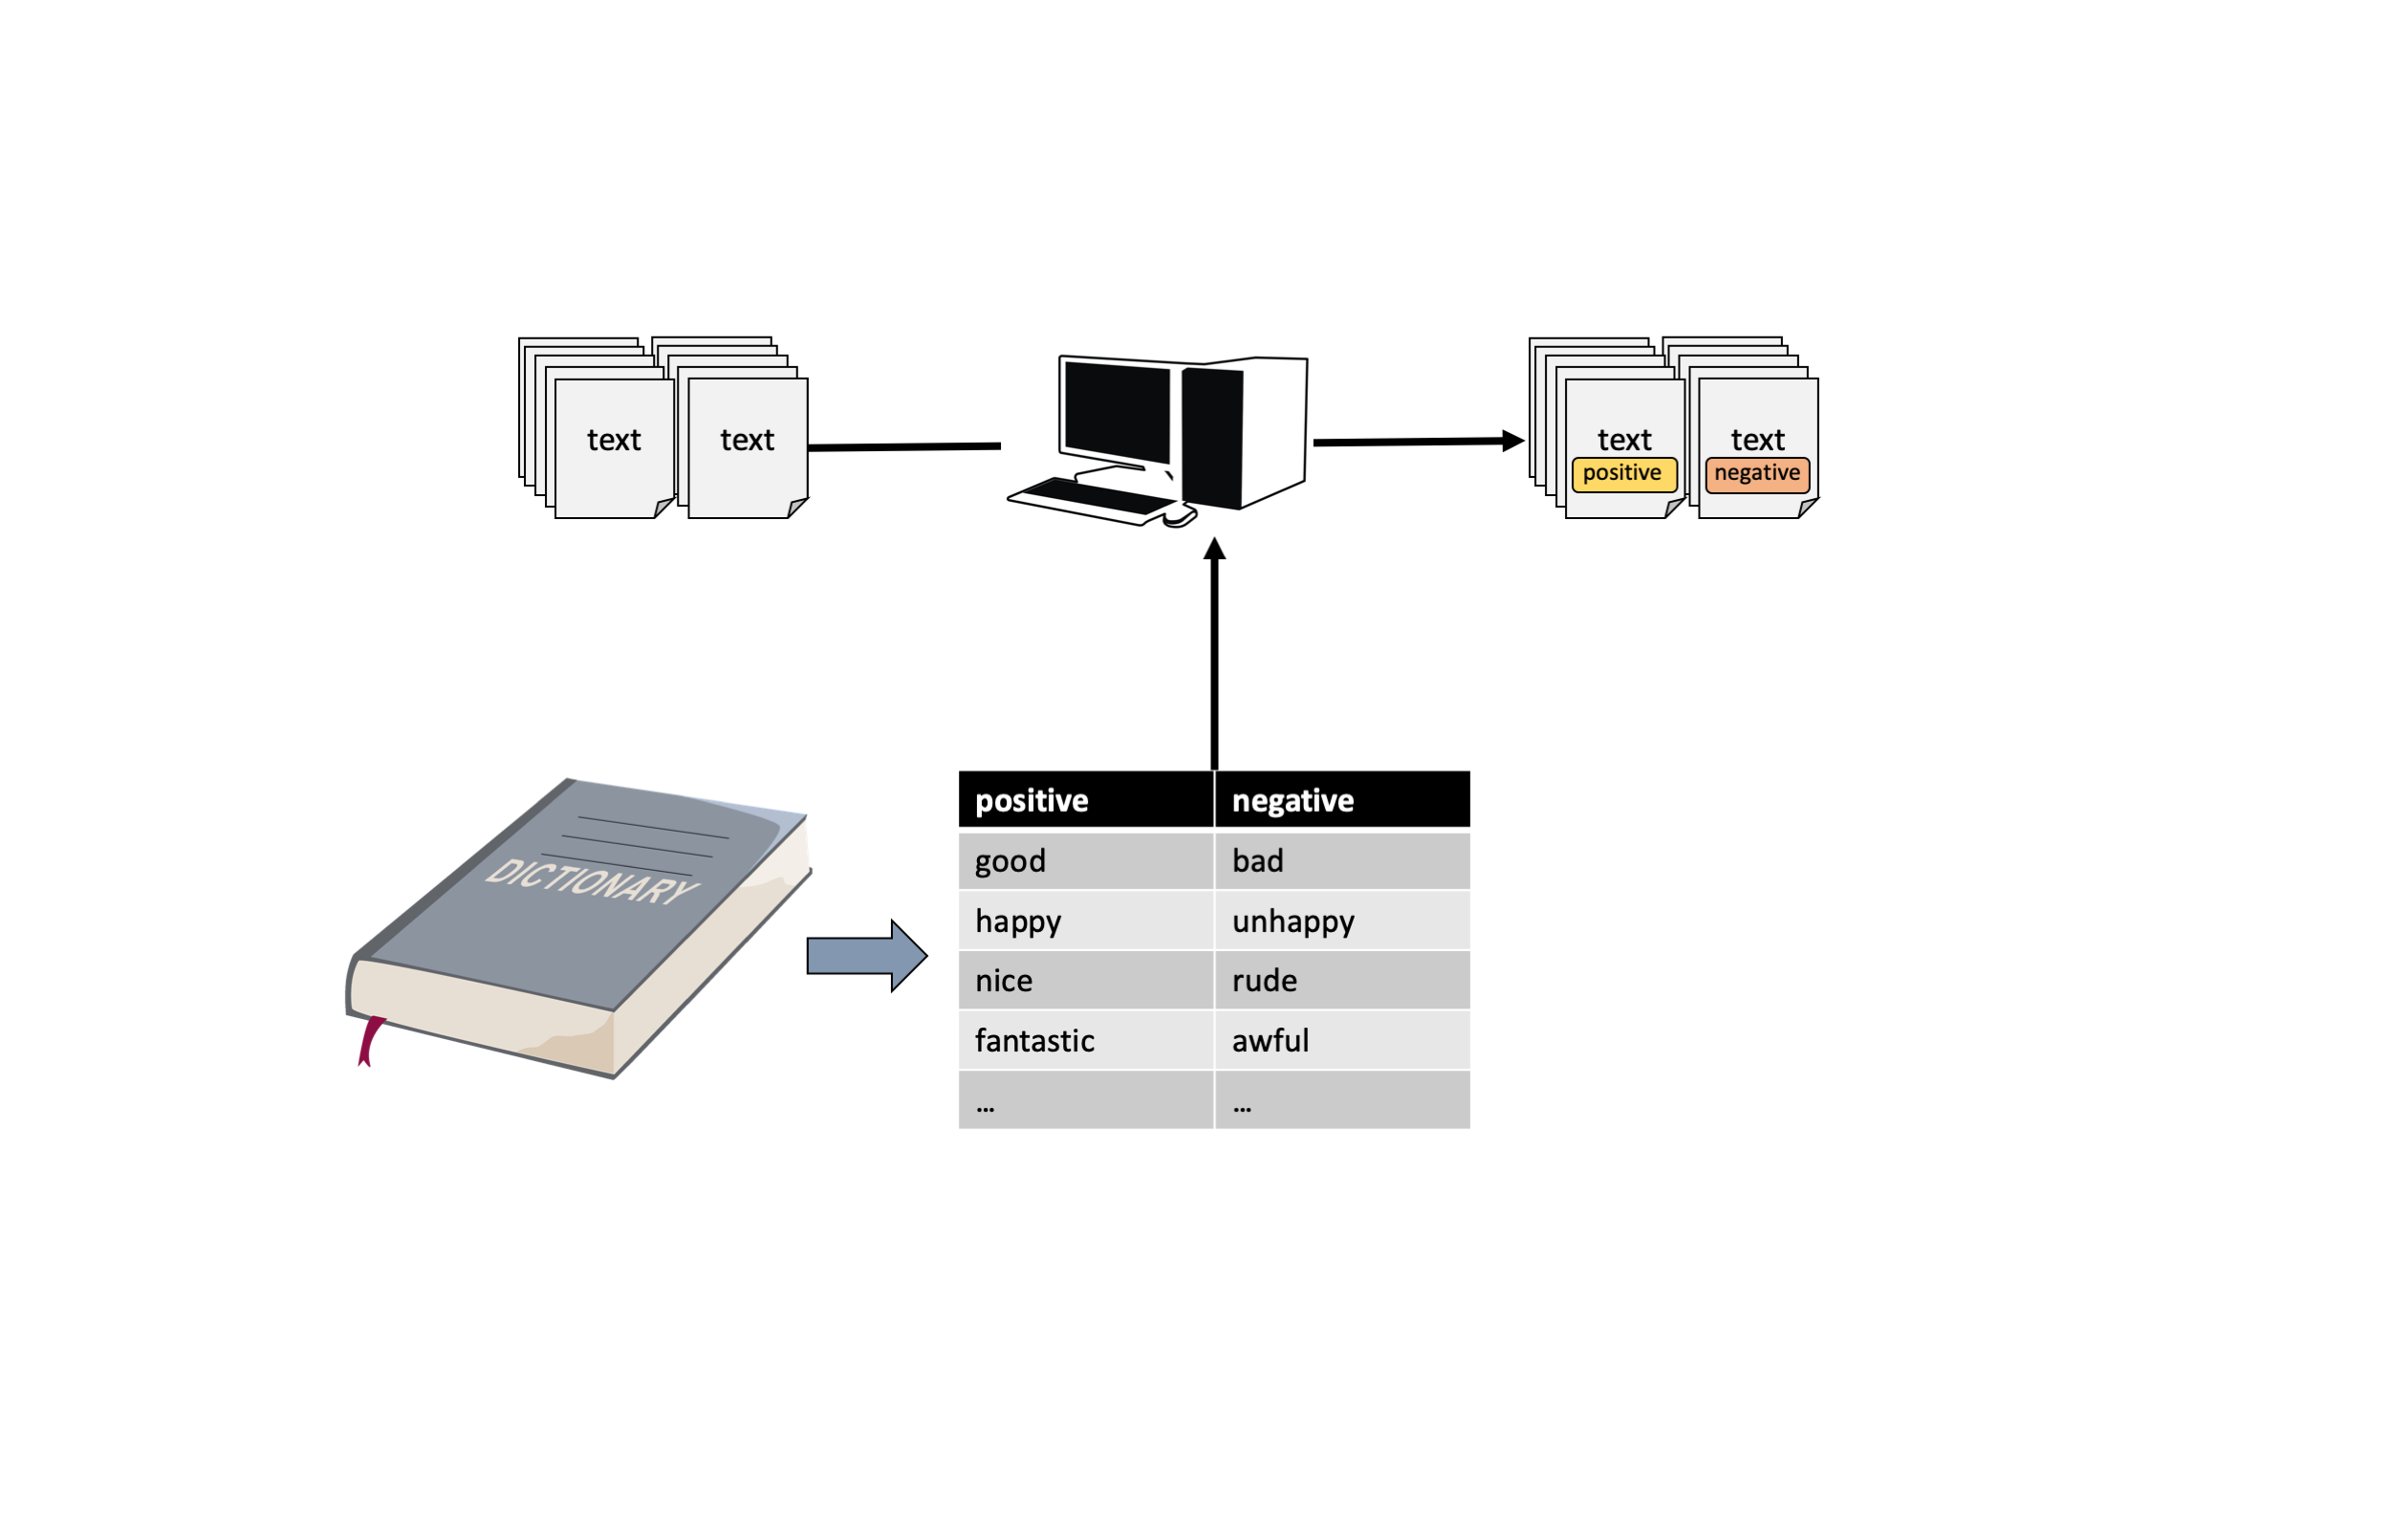 text
text
text
positive
text
negative
DICTIONARY
positive negative
good bad
happy unhappy
nice rude
fantastic awful
... ...